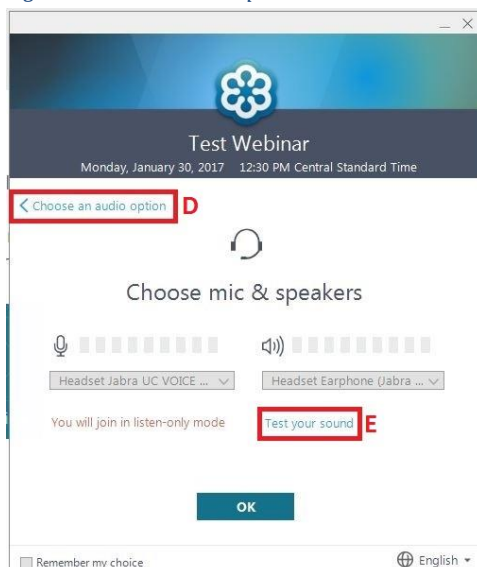 Test Webinar
Monday, January 30, 2017 12:30 PM Central Standard Time
Choose an audio option D
Choose mic & speakers
Headset Jabra UC VOICE ... Headset Earphone (Jabra ...
You will join in listen-only mode Test your sound E
OK
Remember my choice English